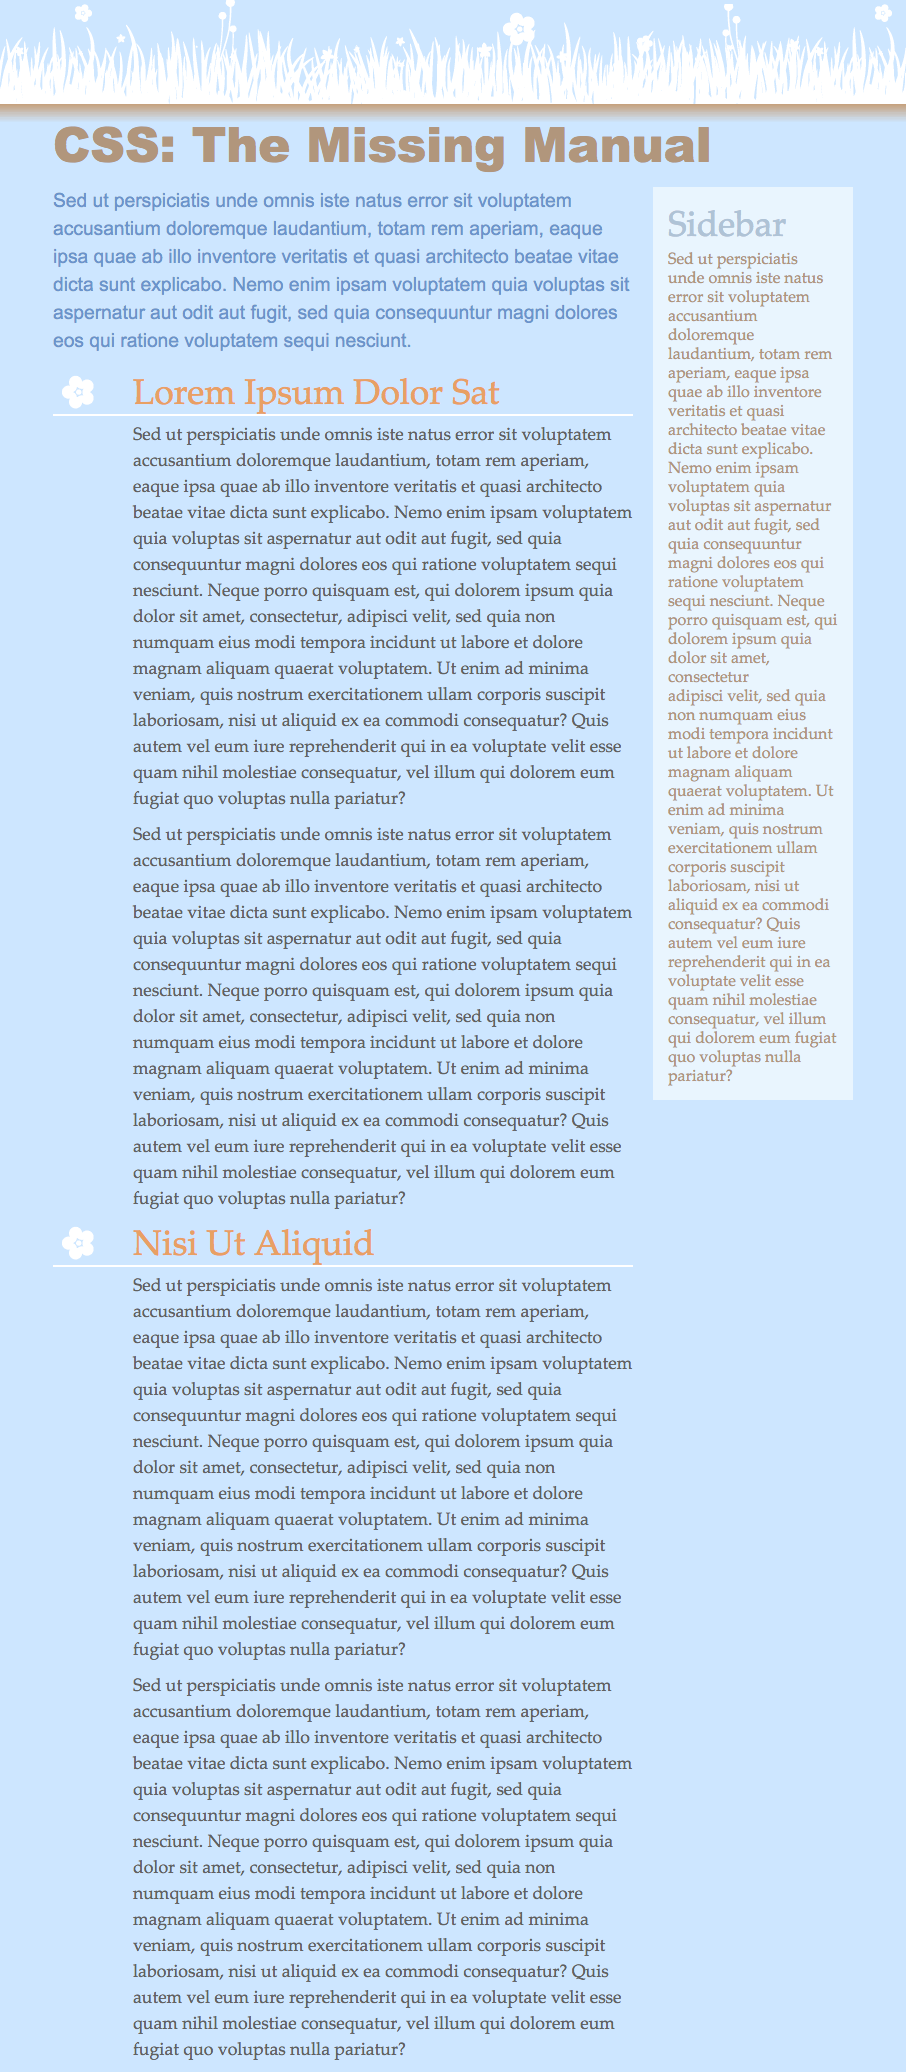 CSS: The Missing Manual
Sed ut perspiciatis unde omnis iste natus error sit voluptatem
accusantium doloremque laudantium, totam rem aperiam, eaque
ipsa quae ab illo inventore veritatis et quasi architecto beatae vitae
dicta sunt explicabo. Nemo enim ipsam voluptatem quia voluptas sit
aspernatur aut odit aut fugit, sed quia consequuntur magni dolores
eos qui ratione voluptatem sequi nesciunt.
Lorem Ipsum Dolor Sat
Sed ut perspiciatis unde omnis iste natus error sit voluptatem
accusantium doloremque laudantium, totam rem aperiam,
eaque ipsa quae ab illo inventore veritatis et quasi architecto
beatae vitae dicta sunt explicabo. Nemo enim ipsam voluptatem
quia voluptas sit aspernatur aut odit aut fugit, sed quia
consequuntur magni dolores eos qui ratione voluptatem sequi
nesciunt. Neque porro quisquam est, qui dolorem ipsum quia
dolor sit amet, consectetur, adipisci velit, sed quia non
numquam eius modi tempora incidunt ut labore et dolore
magnam aliquam quaerat voluptatem. Ut enim ad minima
veniam, quis nostrum exercitationem ullam corporis suscipit
laboriosam, nisi ut aliquid ex ea commodi consequatur? Quis
autem vel eum iure reprehenderit qui in ea voluptate velit esse
quam nihil molestiae consequatur, vel illum qui dolorem eum
fugiat quo voluptas nulla pariatur?
Sed ut perspiciatis unde omnis iste natus error sit voluptatem
accusantium doloremque laudantium, totam rem aperiam,
eaque ipsa quae ab illo inventore veritatis et quasi architecto
beatae vitae dicta sunt explicabo. Nemo enim ipsam voluptatem
quia voluptas sit aspernatur aut odit aut fugit, sed quia
consequuntur magni dolores eos qui ratione voluptatem sequi
nesciunt. Neque porro quisquam est, qui dolorem ipsum quia
dolor sit amet, consectetur, adipisci velit, sed quia non
numquam eius modi tempora incidunt ut labore et dolore
magnam aliquam quaerat voluptatem. Ut enim ad minima
veniam, quis nostrum exercitationem ullam corporis suscipit
laboriosam, nisi ut aliquid ex ea commodi consequatur? Quis
autem vel eum iure reprehenderit qui in ea voluptate velit esse
quam nihil molestiae consequatur, vel illum qui dolorem eum
fugiat quo voluptas nulla pariatur?
Nisi Ut Aliquid
Sed ut perspiciatis unde omnis iste natus error sit voluptatem
accusantium doloremque laudantium, totam rem aperiam,
eaque ipsa quae ab illo inventore veritatis et quasi architecto
beatae vitae dicta sunt explicabo. Nemo enim ipsam voluptatem
quia voluptas sit aspernatur aut odit aut fugit, sed quia
consequuntur magni dolores eos qui ratione voluptatem sequi
nesciunt. Neque porro quisquam est, qui dolorem ipsum quia
dolor sit amet, consectetur, adipisci velit, sed quia non
numquam eius modi tempora incidunt ut labore et dolore
magnam aliquam quaerat voluptatem. Ut enim ad minima
veniam, quis nostrum exercitationem ullam corporis suscipit
laboriosam, nisi ut aliquid ex ea commodi consequatur? Quis
autem vel eum iure reprehenderit qui in ea voluptate velit esse
quam nihil molestiae consequatur, vel illum qui dolorem eum
fugiat quo voluptas nulla pariatur?
Sed ut perspiciatis unde omnis iste natus error sit voluptatem
accusantium doloremque laudantium, totam rem aperiam,
eaque ipsa quae ab illo inventore veritatis et quasi architecto
beatae vitae dicta sunt explicabo. Nemo enim ipsam voluptatem
quia voluptas sit aspernatur aut odit aut fugit, sed quia
consequuntur magni dolores eos qui ratione voluptatem sequi
nesciunt. Neque porro quisquam est, qui dolorem ipsum quia
dolor sit amet, consectetur, adipisci velit, sed quia non
numquam eius modi tempora incidunt ut labore et dolore
magnam aliquam quaerat voluptatem. Ut enim ad minima
veniam, quis nostrum exercitationem ullam corporis suscipit
laboriosam, nisi ut aliquid ex ea commodi consequatur? Quis
autem vel eum iure reprehenderit qui in ea voluptate velit esse
quam nihil molestiae consequatur, vel illum qui dolorem eum
fugiat quo voluptas nulla pariatur?
Sidebar
Sed ut perspiciatis
unde omnis iste natus
error sit voluptatem
accusantium
doloremque
laudantium, totam rem
aperiam, eaque ipsa
quae ab illo inventore
veritatis et quasi
architecto beatae vitae
dicta sunt explicabo.
Nemo enim ipsam
voluptatem quia
voluptas sit aspernatur
aut odit aut fugit, sed
quia consequuntur
magni dolores eos qui
ratione voluptatem
sequi nesciunt. Neque
porro quisquam est, qui
dolorem ipsum quia
dolor sit amet,
consectetur
adipisci velit, sed quia
non numquam eius
modi tempora incidunt
ut labore et dolore
magnam aliquam
quaerat voluptatem. Ut
enim ad minima
veniam, quis nostrum
exercitationem ullam
corporis suscipit
laboriosam, nisi ut
aliquid ex ea commodi
consequatur? Quis
autem vel eum iure
reprehenderit qui in ea
voluptate velit esse
quam nihil molestiae
consequatur, vel illum
qui dolorem eum fugiat
quo voluptas nulla
pariatur?